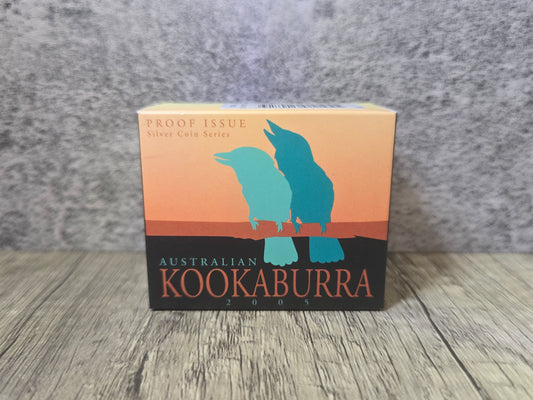 PROOF ISSUE
Silver Coin Series
AUSTRALIAN
KOOKABURRA
2005